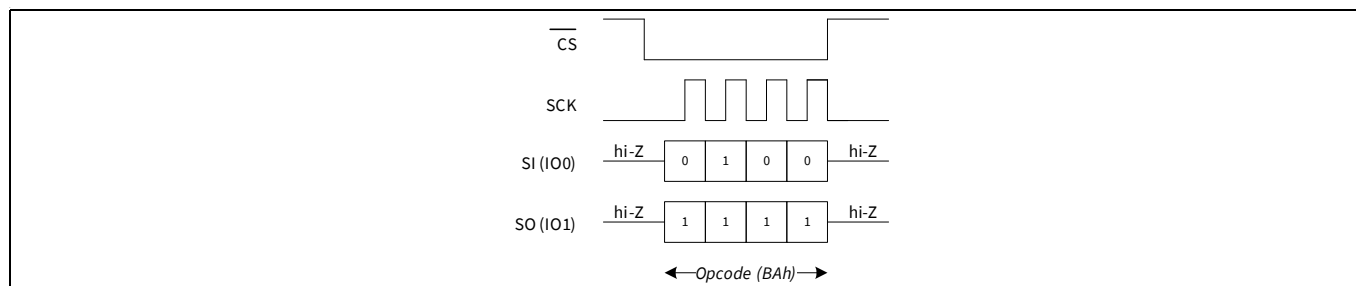 CS
SCK
hi-Z 0 1 0 0 hi-Z
SI (IO0)
hi-Z 1 1 1 1 hi-Z
SO (IO1)
Opcode (BAh)